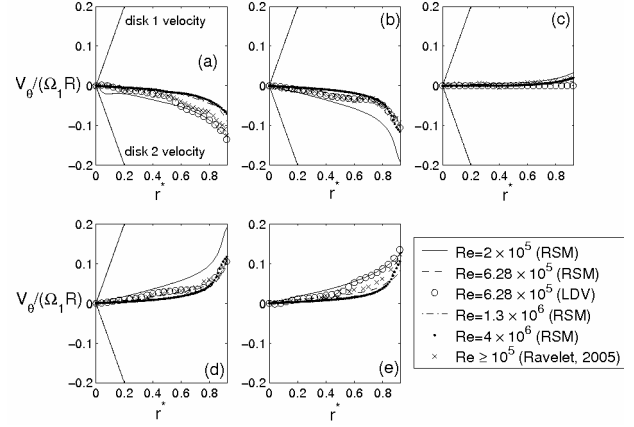 (a)
disk 1 velocity
disk 2 velocity
V_θ/(Ω_1 R)
0.2
0.1
0
−0.1
−0.2
0 0.2 0.4 0.6 0.8
r*
(b)
0.2
0.1
0
−0.1
−0.2
0 0.2 0.4 0.6 0.8
r*
(c)
0.2
0.1
0
−0.1
−0.2
0 0.2 0.4 0.6 0.8
r*
(d)
V_θ/(Ω_1 R)
0.2
0.1
0
−0.1
−0.2
0 0.2 0.4 0.6 0.8
r*
(e)
0.2
0.1
0
−0.1
−0.2
0 0.2 0.4 0.6 0.8
r*
Re=2 × 10^5 (RSM)
Re=6.28 × 10^5 (RSM)
Re=6.28 × 10^5 (LDV)
Re=1.3 × 10^6 (RSM)
Re=4 × 10^6 (RSM)
Re ≥ 10^5 (Ravelet, 2005)